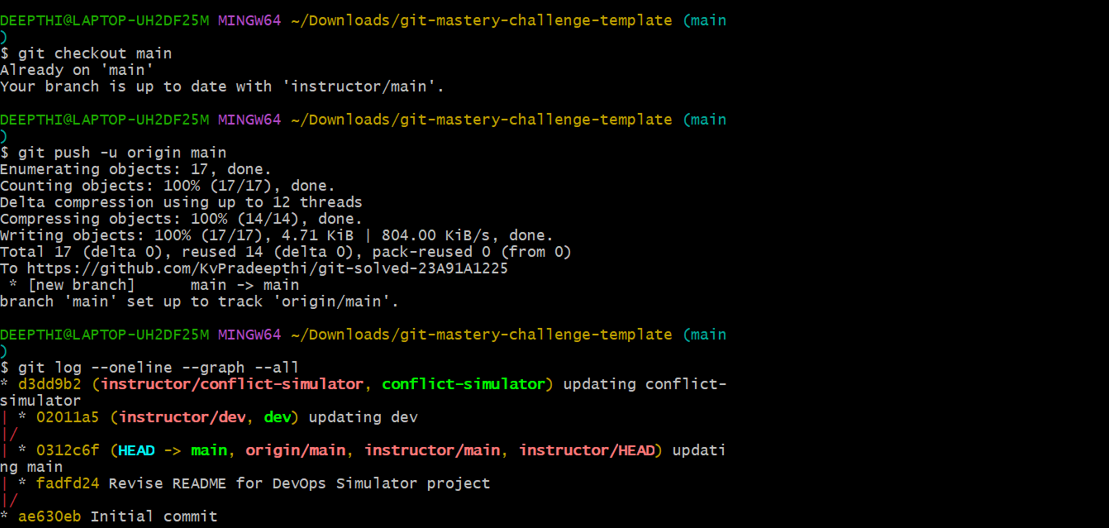 DEEPTHI@LAPTOP-UH2DF25M MINGW64 ~/Downloads/git-mastery-challenge-template (main
)
$ git checkout main
Already on 'main'
Your branch is up to date with 'instructor/main'.
DEEPTHI@LAPTOP-UH2DF25M MINGW64 ~/Downloads/git-mastery-challenge-template (main
)
$ git push -u origin main
Enumerating objects: 17, done.
Counting objects: 100% (17/17), done.
Delta compression using up to 12 threads
Compressing objects: 100% (14/14), done.
Writing objects: 100% (17/17), 4.71 KiB | 804.00 KiB/s, done.
Total 17 (delta 0), reused 14 (delta 0), pack-reused 0 (from 0)
To https://github.com/KvPradeepthi/git-solved-23A91A1225
 * [new branch]      main -> main
branch 'main' set up to track 'origin/main'.
DEEPTHI@LAPTOP-UH2DF25M MINGW64 ~/Downloads/git-mastery-challenge-template (main
)
$ git log --oneline --graph --all
* d3dd9b2 (instructor/conflict-simulator, conflict-simulator) updating conflict-
simulator
| * 02011a5 (instructor/dev, dev) updating dev
|/
| * 0312c6f (HEAD -> main, origin/main, instructor/main, instructor/HEAD) updati
ng main
| * fadfd24 Revise README for DevOps Simulator project
|/
* ae630eb Initial commit